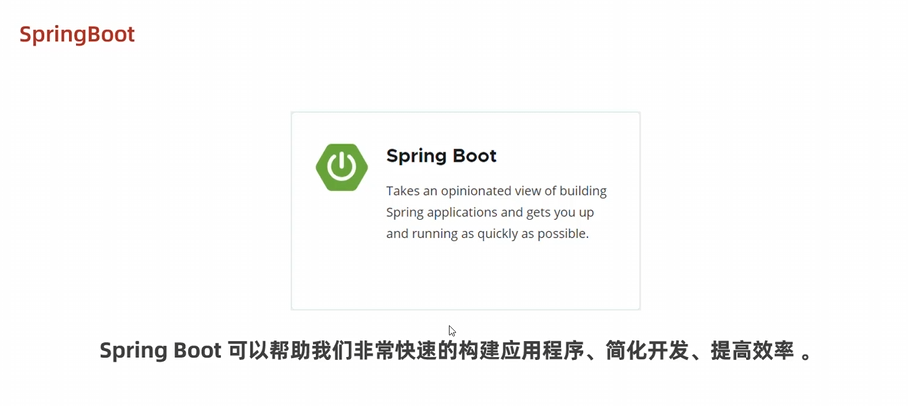 SpringBoot
Spring Boot
Takes an opinionated view of building
Spring applications and gets you up
and running as quickly as possible.
Spring Boot 可以帮助我们非常快速的构建应用程序、简化开发、提高效率 。